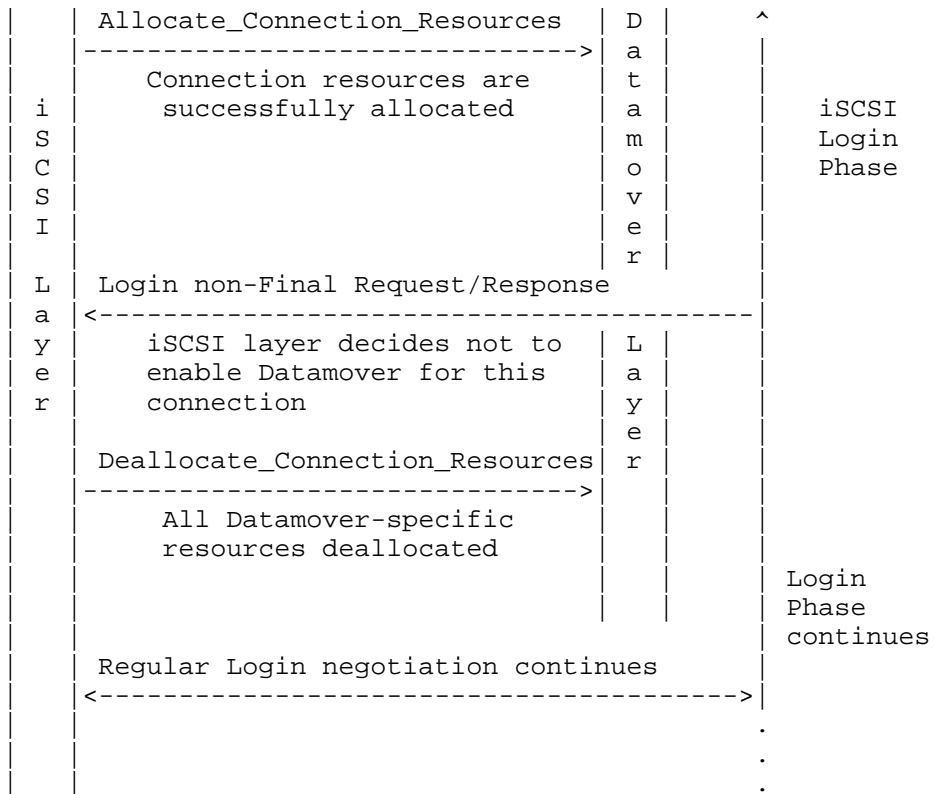 |     | Allocate_Connection_Resources  | D |     ^
|     |------------------------------->| a |     |
|     |    Connection resources are    | t |     |
| i   |     successfully allocated     | a |     |   iSCSI
| S   |                                | m |     |   Login
| C   |                                | o |     |   Phase
| S   |                                | v |     |
| I   |                                | e |     |
|     |                                | r |     |
| L   | Login non-Final Request/Response           |
| a   |<-----------------------------------------|
| y   |    iSCSI layer decides not to  | L |     |
| e   |    enable Datamover for this   | a |     |
| r   |    connection                  | y |     |
|     |                                | e |     |
|     | Deallocate_Connection_Resources| r |     |
|     |------------------------------->|   |     |
|     |     All Datamover-specific     |   |     |
|     |     resources deallocated      |   |     |
|     |                                |   |     | Login
|     |                                |   |     | Phase
|     |                                          | continues
|     | Regular Login negotiation continues        |
|     |<---------------------------------------->|
|     |                                          .
|     |                                          .
|     |                                          .